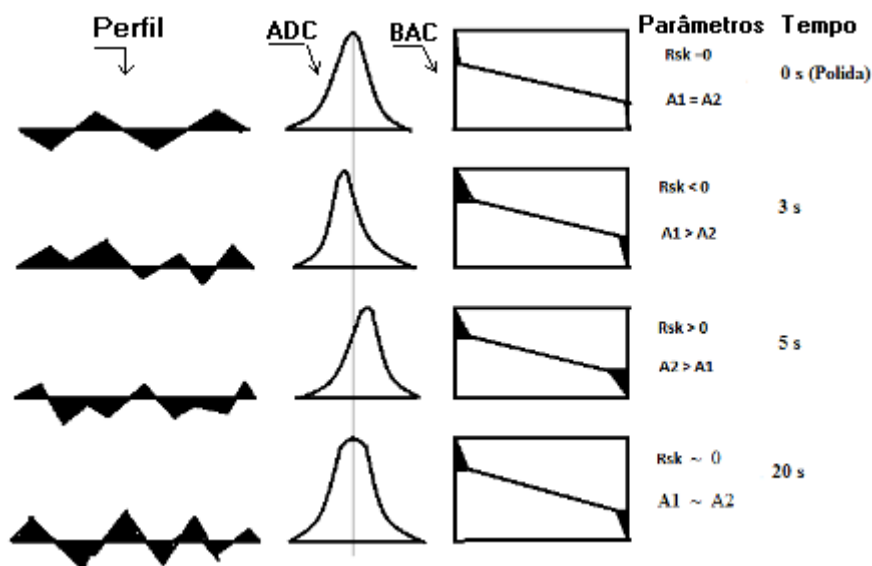 Perfil ADC BAC Parâmetros Tempo
Rsk =0
0 s (Polida)
A1 = A2
Rsk < 0
3 s
A1 > A2
Rsk > 0
5 s
A2 > A1
Rsk ~ 0
20 s
A1 ~ A2